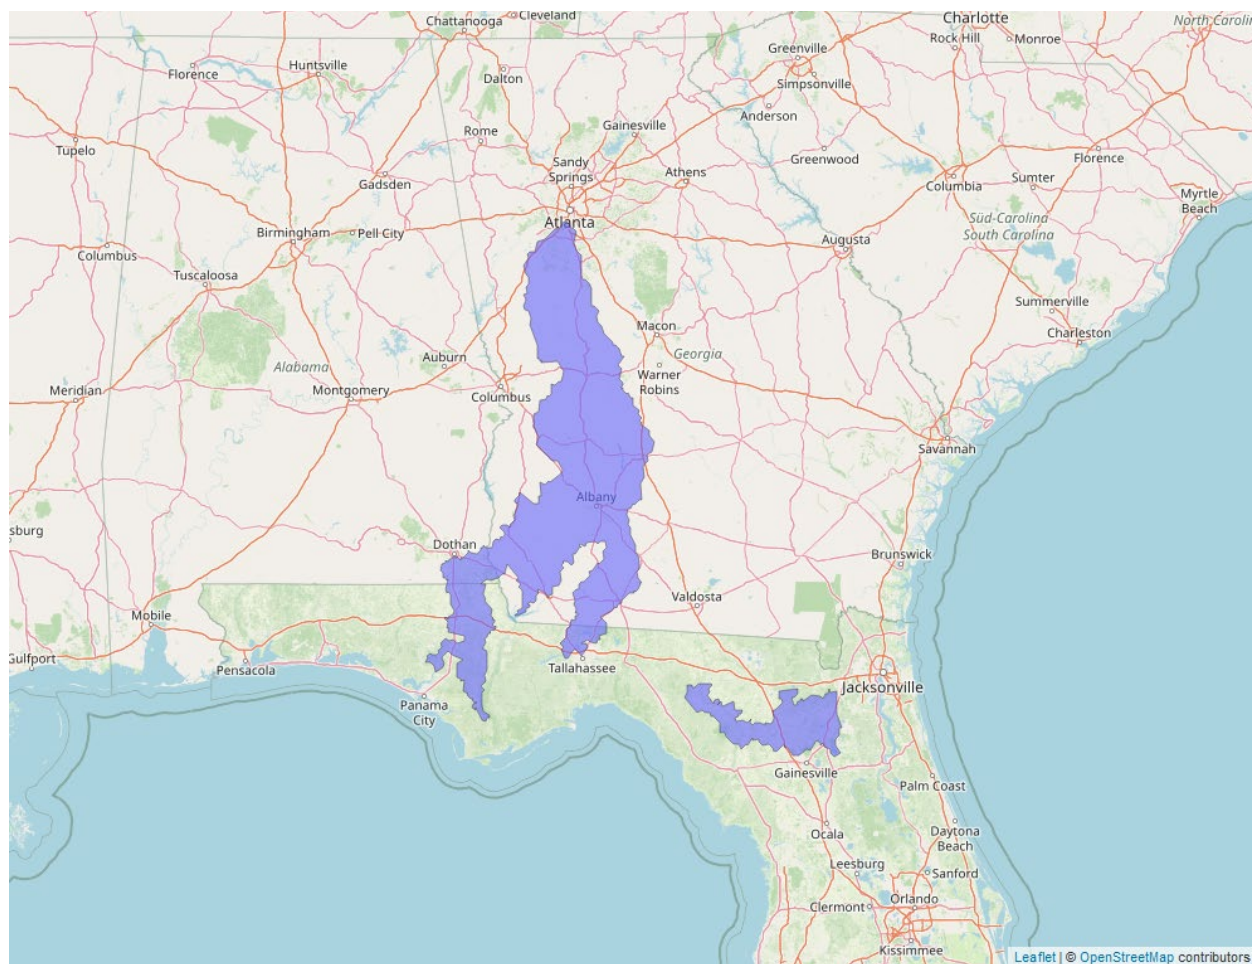 Cleveland
Chattanooga
Charlotte
North Carolin
Rock Hill
Monroe
Greenville
Huntsville
Florence
Dalton
Simpsonville
Anderson
Gainesville
Rome
Tupelo
Greenwood
Florence
Sandy
Springs
Athens
Gadsden
Columbia
Sumter
Myrtle
Beach
Atlanta
Süd-Carolina
South Carolina
Birmingham
Pell City
Augusta
Columbus
Tuscaloosa
Summerville
Macon
Charleston
Georgia
Auburn
Alabama
Warner
Robins
Meridian
Montgomery
Columbus
Savannah
Albany
sburg
Dothan
Brunswick
Valdosta
Mobile
Gulfport
Pensacola
Tallahassee
Jacksonville
Panama
City
Gainesville
Palm Coast
Ocala
Daytona
Beach
Leesburg
Sanford
Clermont
Orlando
Kissimmee
Leaflet | © OpenStreetMap contributors